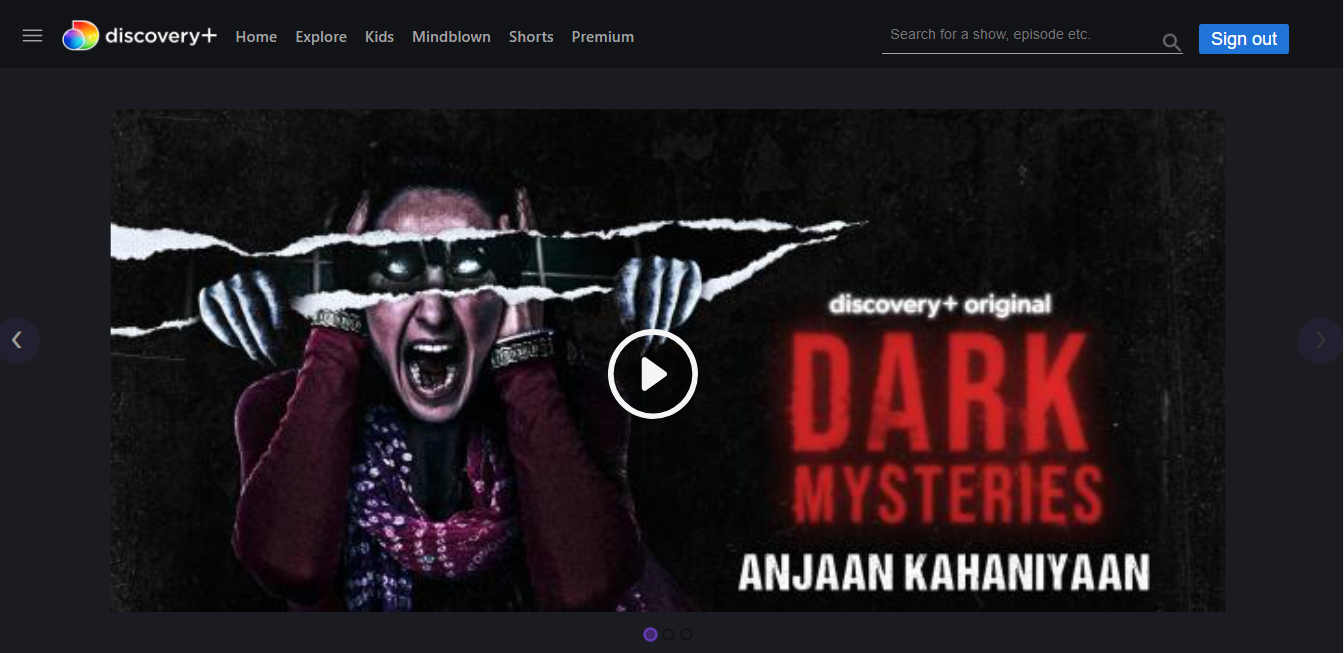 discovery+ Home Explore Kids Mindblown Shorts Premium Search for a show, episode etc. Sign out
discovery+ original
DARK
MYSTERIES
ANJAAN KAHANIYAAN